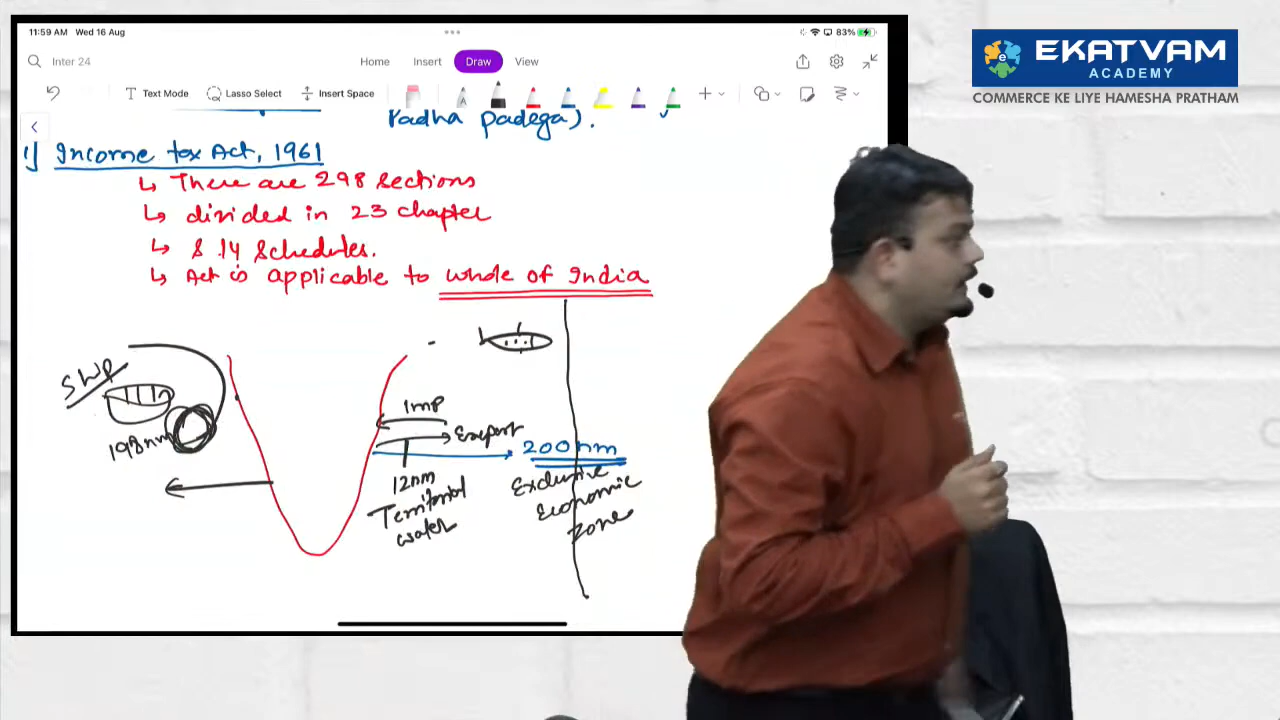 11:59 AM Wed 16 Aug
83%
Inter 24
Home Insert Draw View
Text Mode Lasso Select Insert Space
padega).
1) Income tax Act, 1961
↳ There are 298 sections
↳ divided in 23 chapter
↳ & 14 Schedules.
↳ Act is applicable to whole of India
SWP
198nm
Imp
Export
200nm
12nm
Territorial
water
Exclusive
Economic
Zone
EKATVAM
ACADEMY
COMMERCE KE LIYE HAMESHA PRATHAM